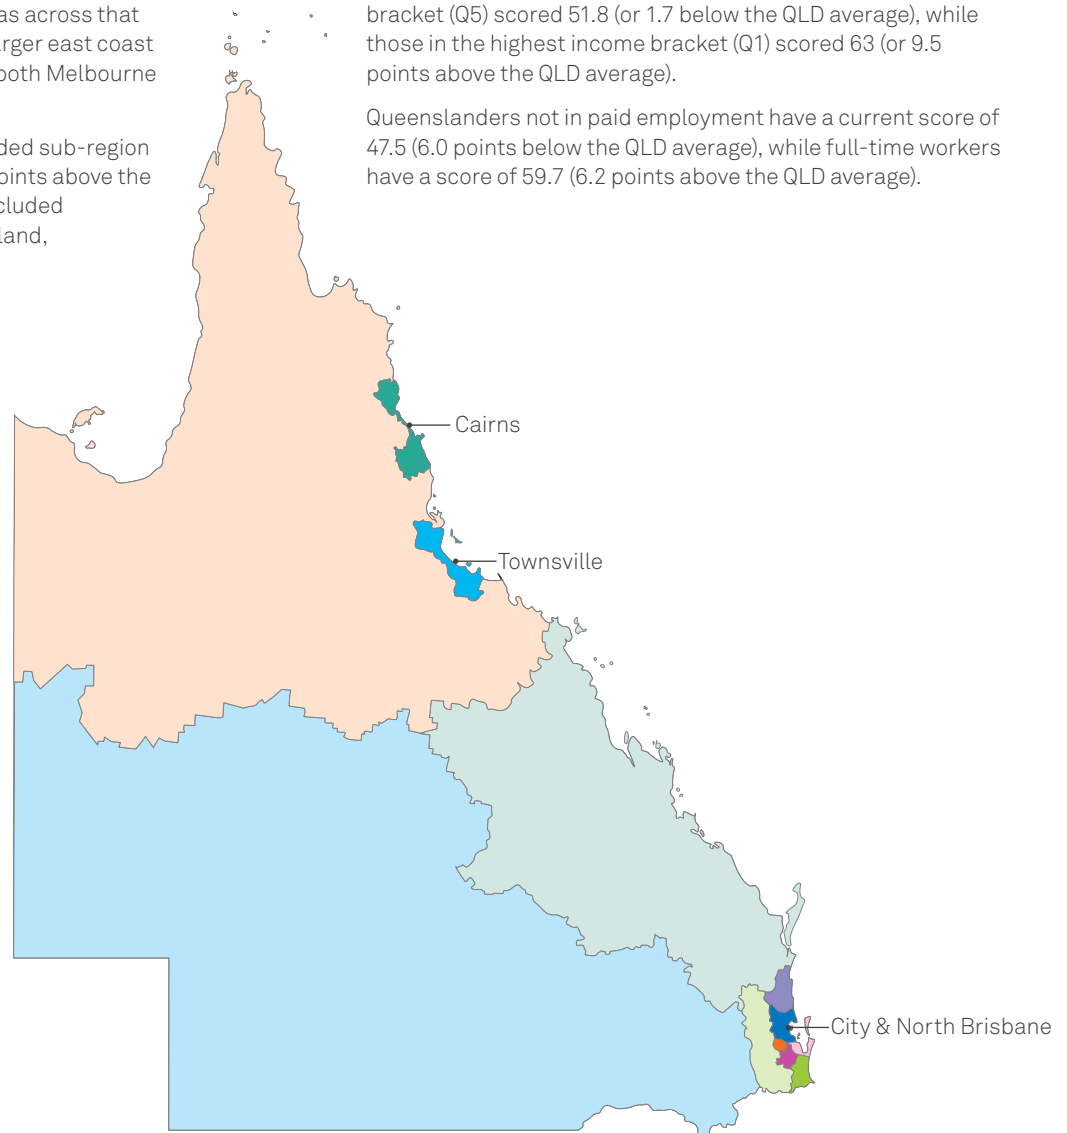 as across that
arger east coast
both Melbourne
ded sub-region
oints above the
cluded
land,
bracket (Q5) scored 51.8 (or 1.7 below the QLD average), while
those in the highest income bracket (Q1) scored 63 (or 9.5
points above the QLD average).
Queenslanders not in paid employment have a current score of
47.5 (6.0 points below the QLD average), while full-time workers
have a score of 59.7 (6.2 points above the QLD average).
Cairns
Townsville
City & North Brisbane